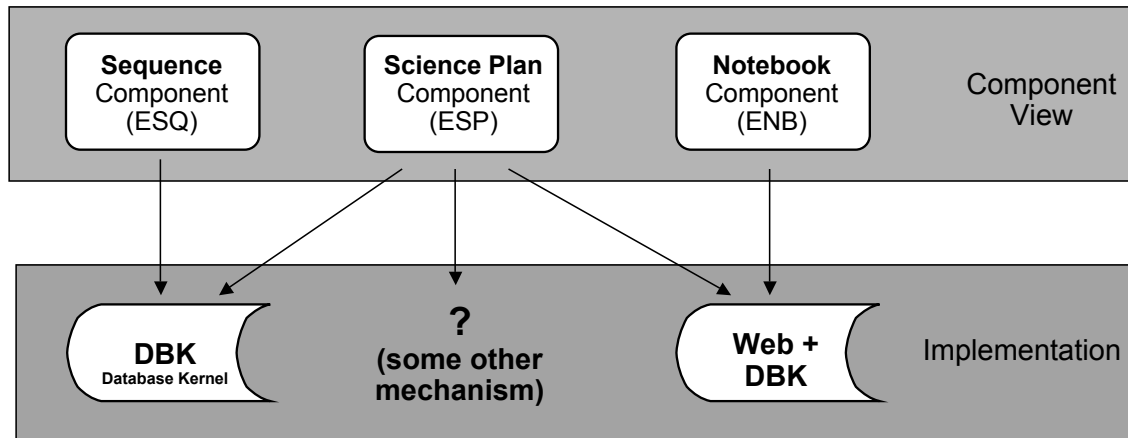 Sequence
Component
(ESQ)
Science Plan
Component
(ESP)
Notebook
Component
(ENB)
Component
View
DBK
Database Kernel
?
(some other
mechanism)
Web +
DBK
Implementation